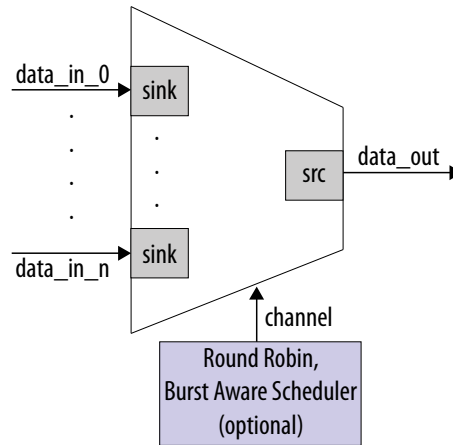 data_in_0
sink
src
data_out
sink
data_in_n
channel
Round Robin,
Burst Aware Scheduler
(optional)